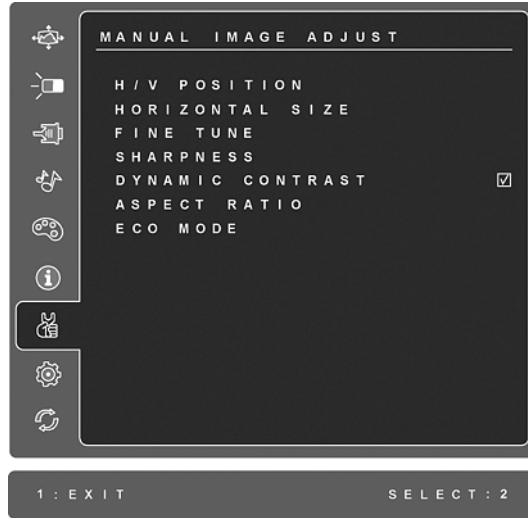 MANUAL IMAGE ADJUST
H/V POSITION
HORIZONTAL SIZE
FINE TUNE
SHARPNESS
DYNAMIC CONTRAST
ASPECT RATIO
ECO MODE
1:EXIT SELECT:2